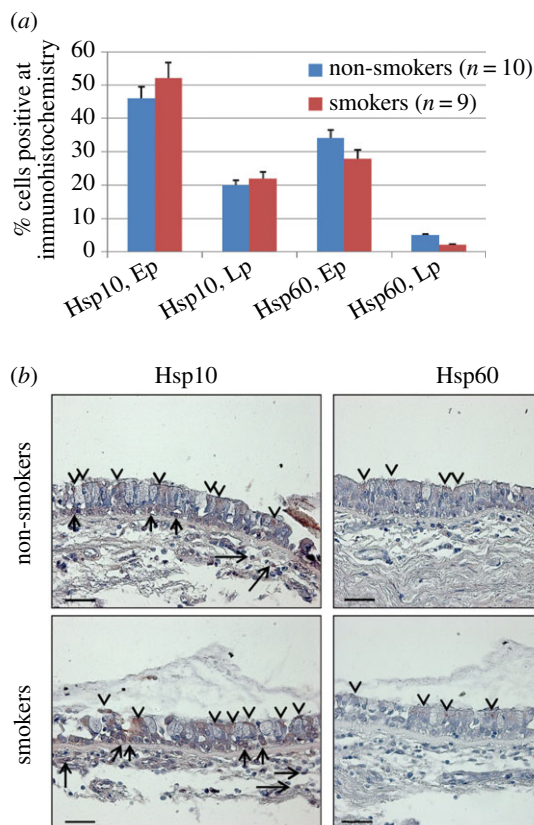 (a)
60
50
40
30
20
10
0
% cells positive at
immunohistochemistry
non-smokers (n = 10)
smokers (n = 9)
Hsp10, Ep
Hsp10, Lp
Hsp60, Ep
Hsp60, Lp
(b)
Hsp10
Hsp60
non-smokers
smokers